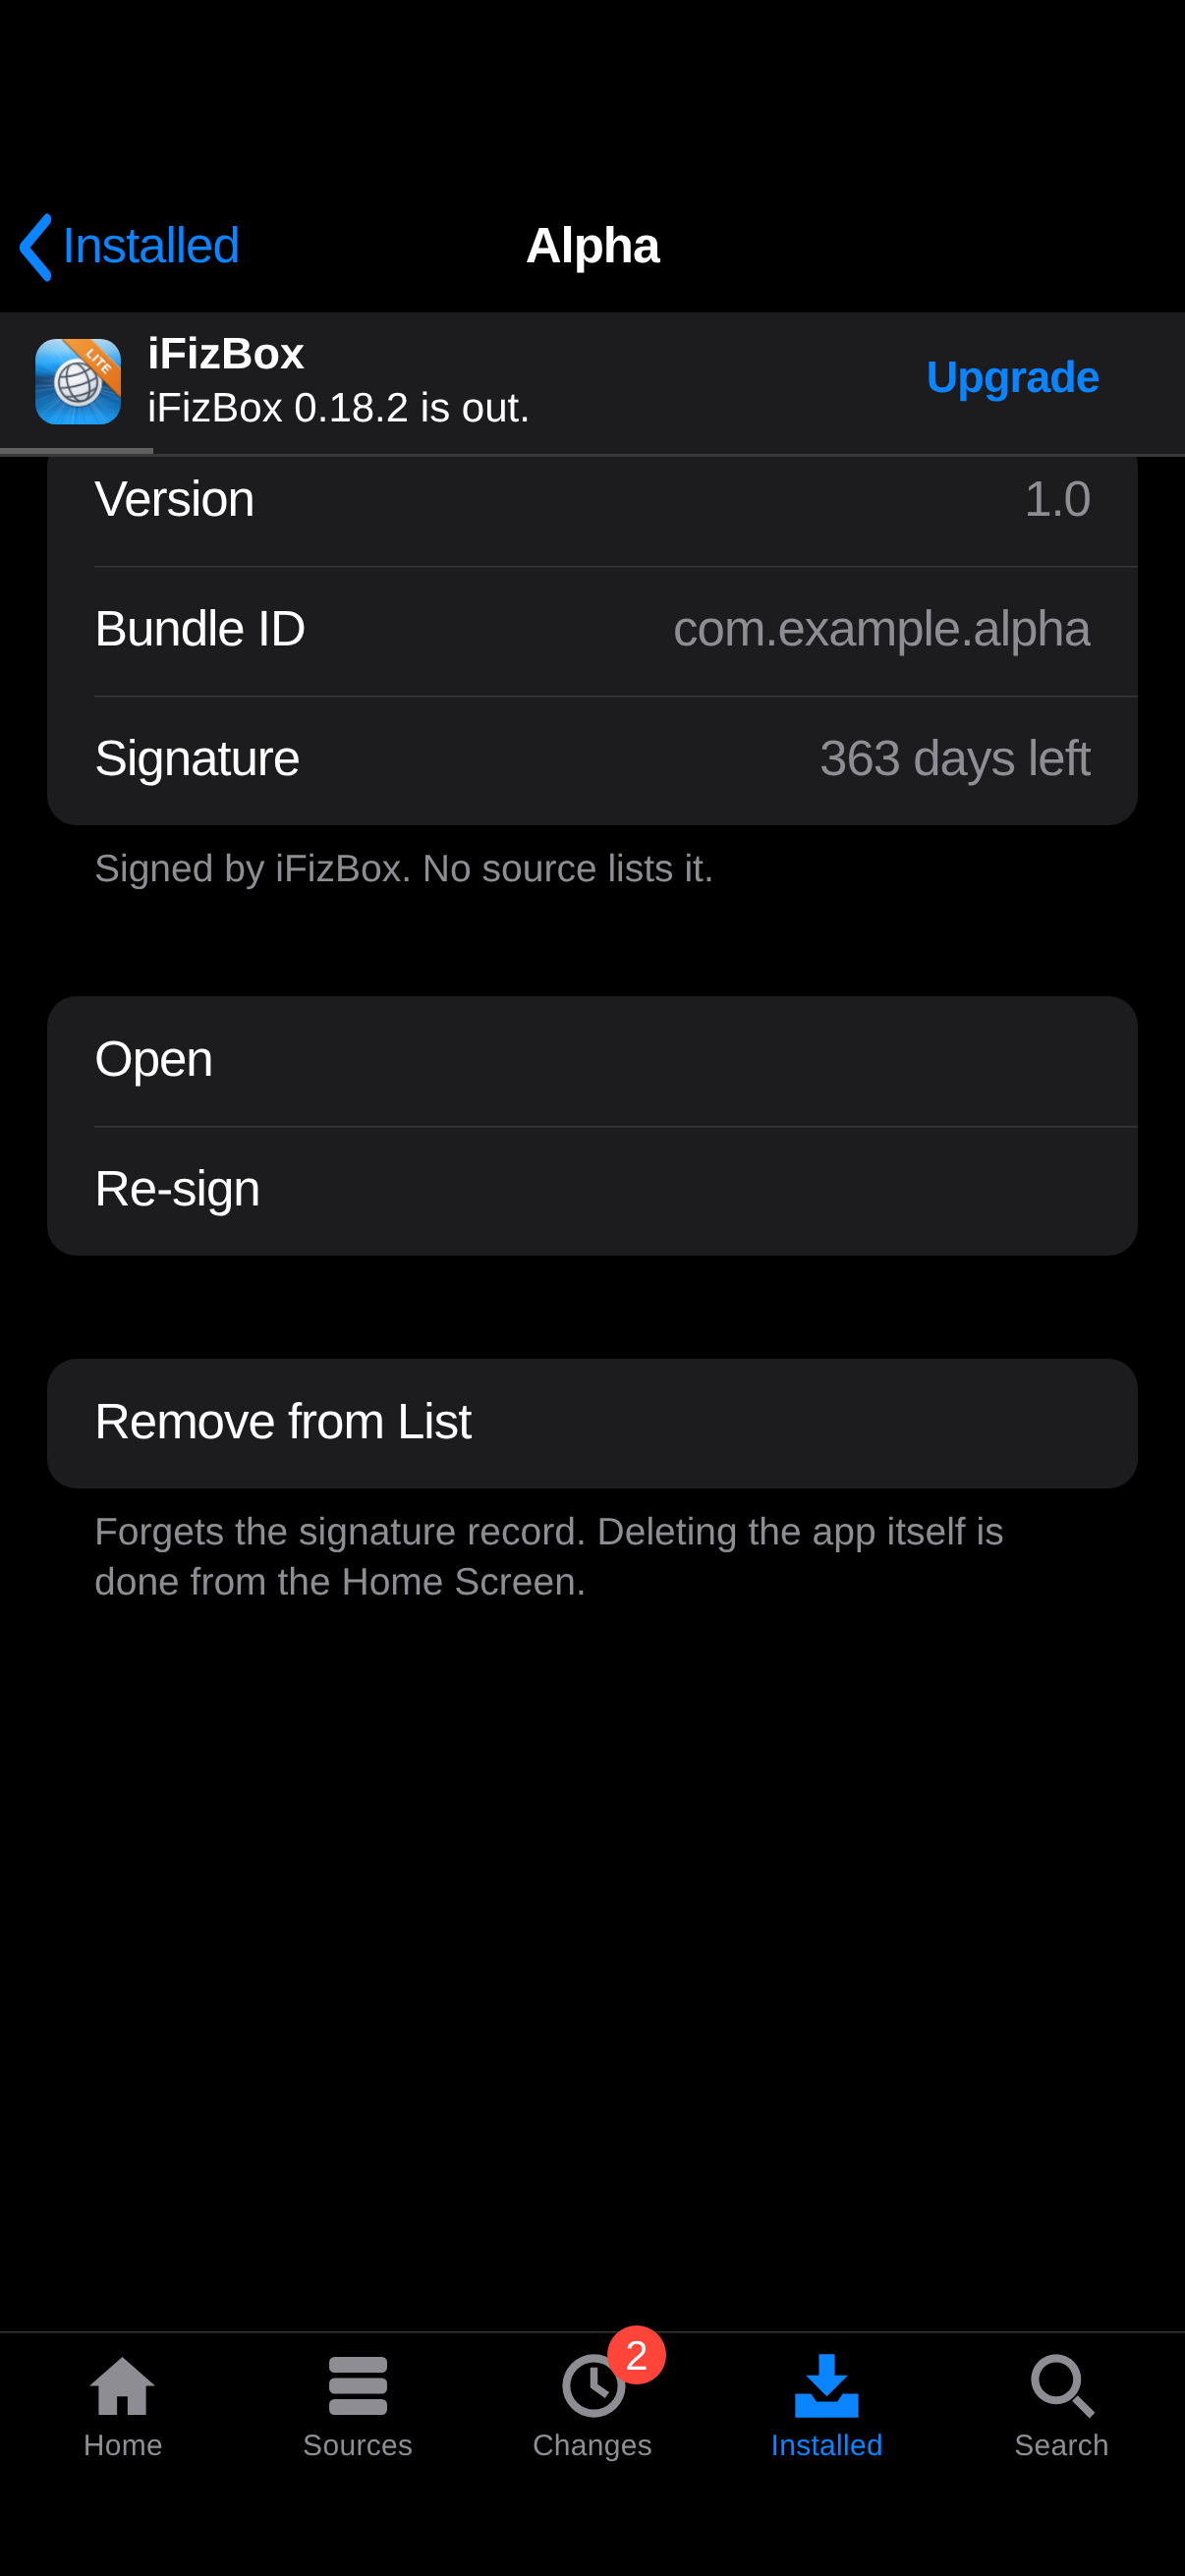 Installed
Alpha
LITE
iFizBox
iFizBox 0.18.2 is out.
Upgrade
Version 1.0
Bundle ID com.example.alpha
Signature 363 days left
Signed by iFizBox. No source lists it.
Open
Re-sign
Remove from List
Forgets the signature record. Deleting the app itself is
done from the Home Screen.
2
Home Sources Changes Installed Search